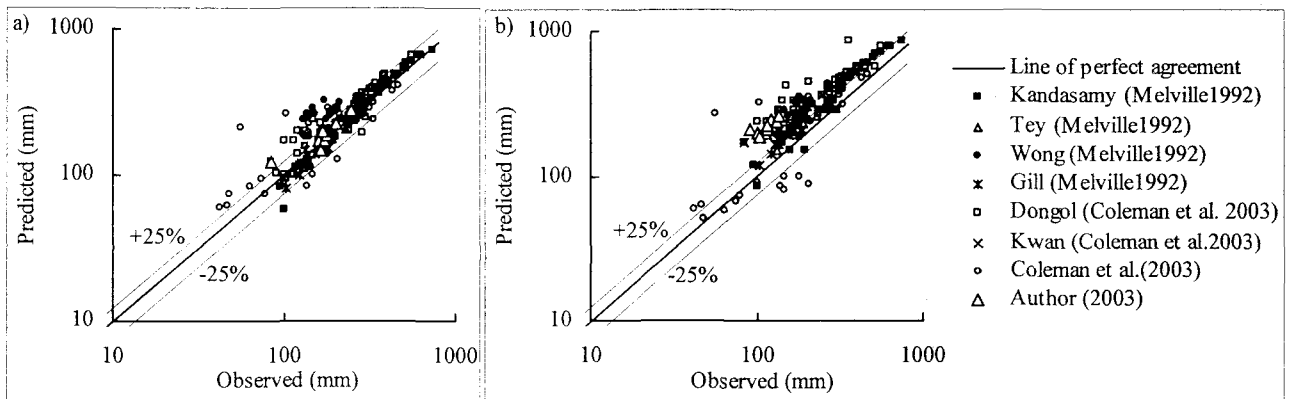 a)
1000
100
10
Predicted (mm)
+25%
-25%
10
100
1000
Observed (mm)
b)
1000
100
10
Predicted (mm)
+25%
-25%
10
100
1000
Observed (mm)
Line of perfect agreement
Kandasamy (Melville1992)
Tey (Melville1992)
Wong (Melville1992)
Gill (Melville1992)
Dongol (Coleman et al. 2003)
Kwan (Coleman et al.2003)
Coleman et al.(2003)
Author (2003)